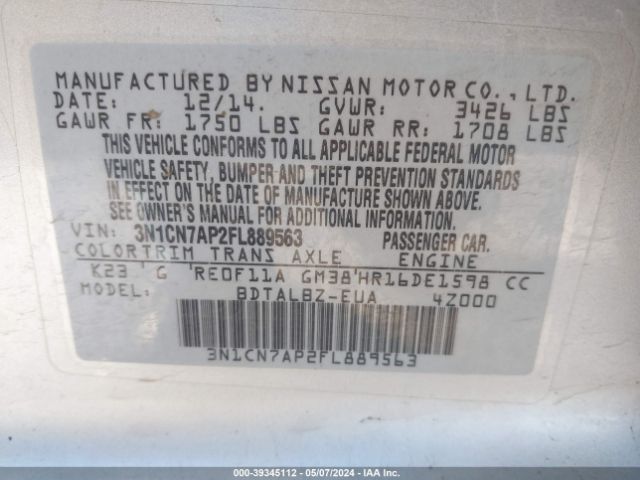 MANUFACTURED BY NISSAN MOTOR CO., LTD.
DATE: 12/14. GVWR: 3426 LBS
GAWR FR: 1750 LBS GAWR RR: 1708 LBS
THIS VEHICLE CONFORMS TO ALL APPLICABLE FEDERAL MOTOR
VEHICLE SAFETY, BUMPER AND THEFT PREVENTION STANDARDS
IN EFFECT ON THE DATE OF MANUFACTURE SHOWN ABOVE.
SEE OWNER'S MANUAL FOR ADDITIONAL INFORMATION.
VIN: 3N1CN7AP2FL889563 PASSENGER CAR.
COLOR TRIM TRANS AXLE ENGINE
K23 G RE0F11A GM38 HR16DE1598 CC
MODEL: BDTALBZ-EUA 4Z000
3N1CN7AP2FL889563
000-39345112 - 05/07/2024 - IAA Inc.